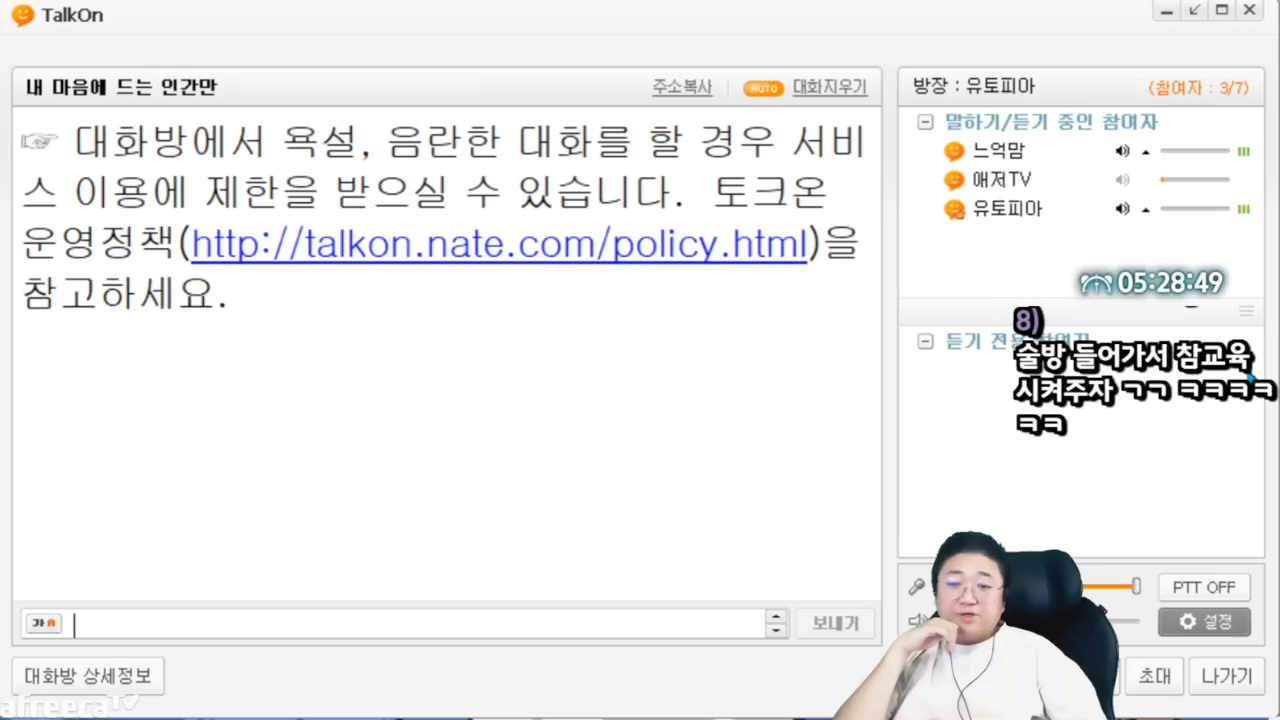 TalkOn
내 마음에 드는 인간만
주소복사
AUTO
대화지우기
☞ 대화방에서 욕설, 음란한 대화를 할 경우 서비
스 이용에 제한을 받으실 수 있습니다. 토크온
운영정책(http://talkon.nate.com/policy.html)을
참고하세요.
방장 : 유토피아
(참여자 : 3/7)
말하기/듣기 중인 참여자
느억맘
애저TV
유토피아
05:28:49
듣기 전용
8)
술방 들어가서 참교육
시켜주자 ㄱㄱ ㅋㅋㅋㅋ
ㅋㅋ
PTT OFF
설정
가
보내기
대화방 상세정보
초대
나가기
afreecaTV